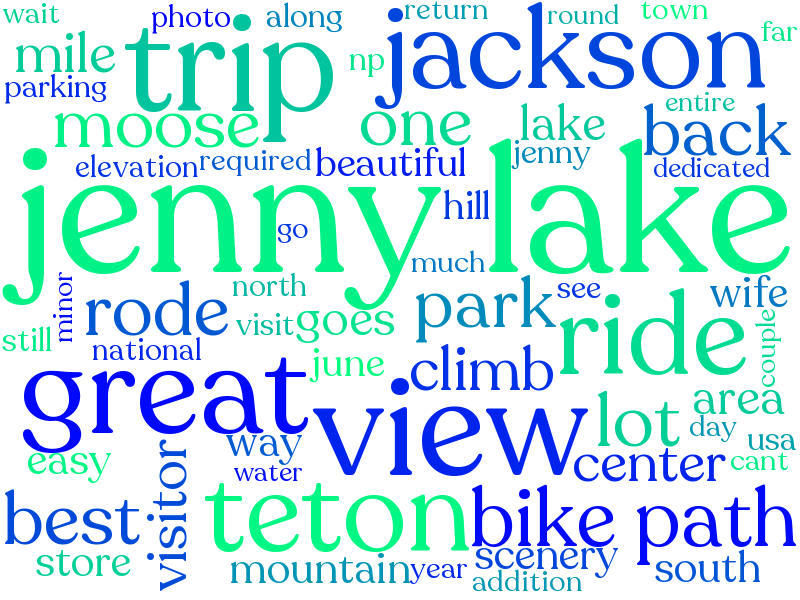 wait photo along return round town
mile trip jackson far
parking np
moose one lake entire back
elevation required beautiful jenny dedicated
jenny lake
hill
go
much
minor rode north park see wife
still visit goes ride couple
national june
great view climb
lot area
easy way day usa
water center cant
visitor teton bike path
best
store mountain year scenery south
addition